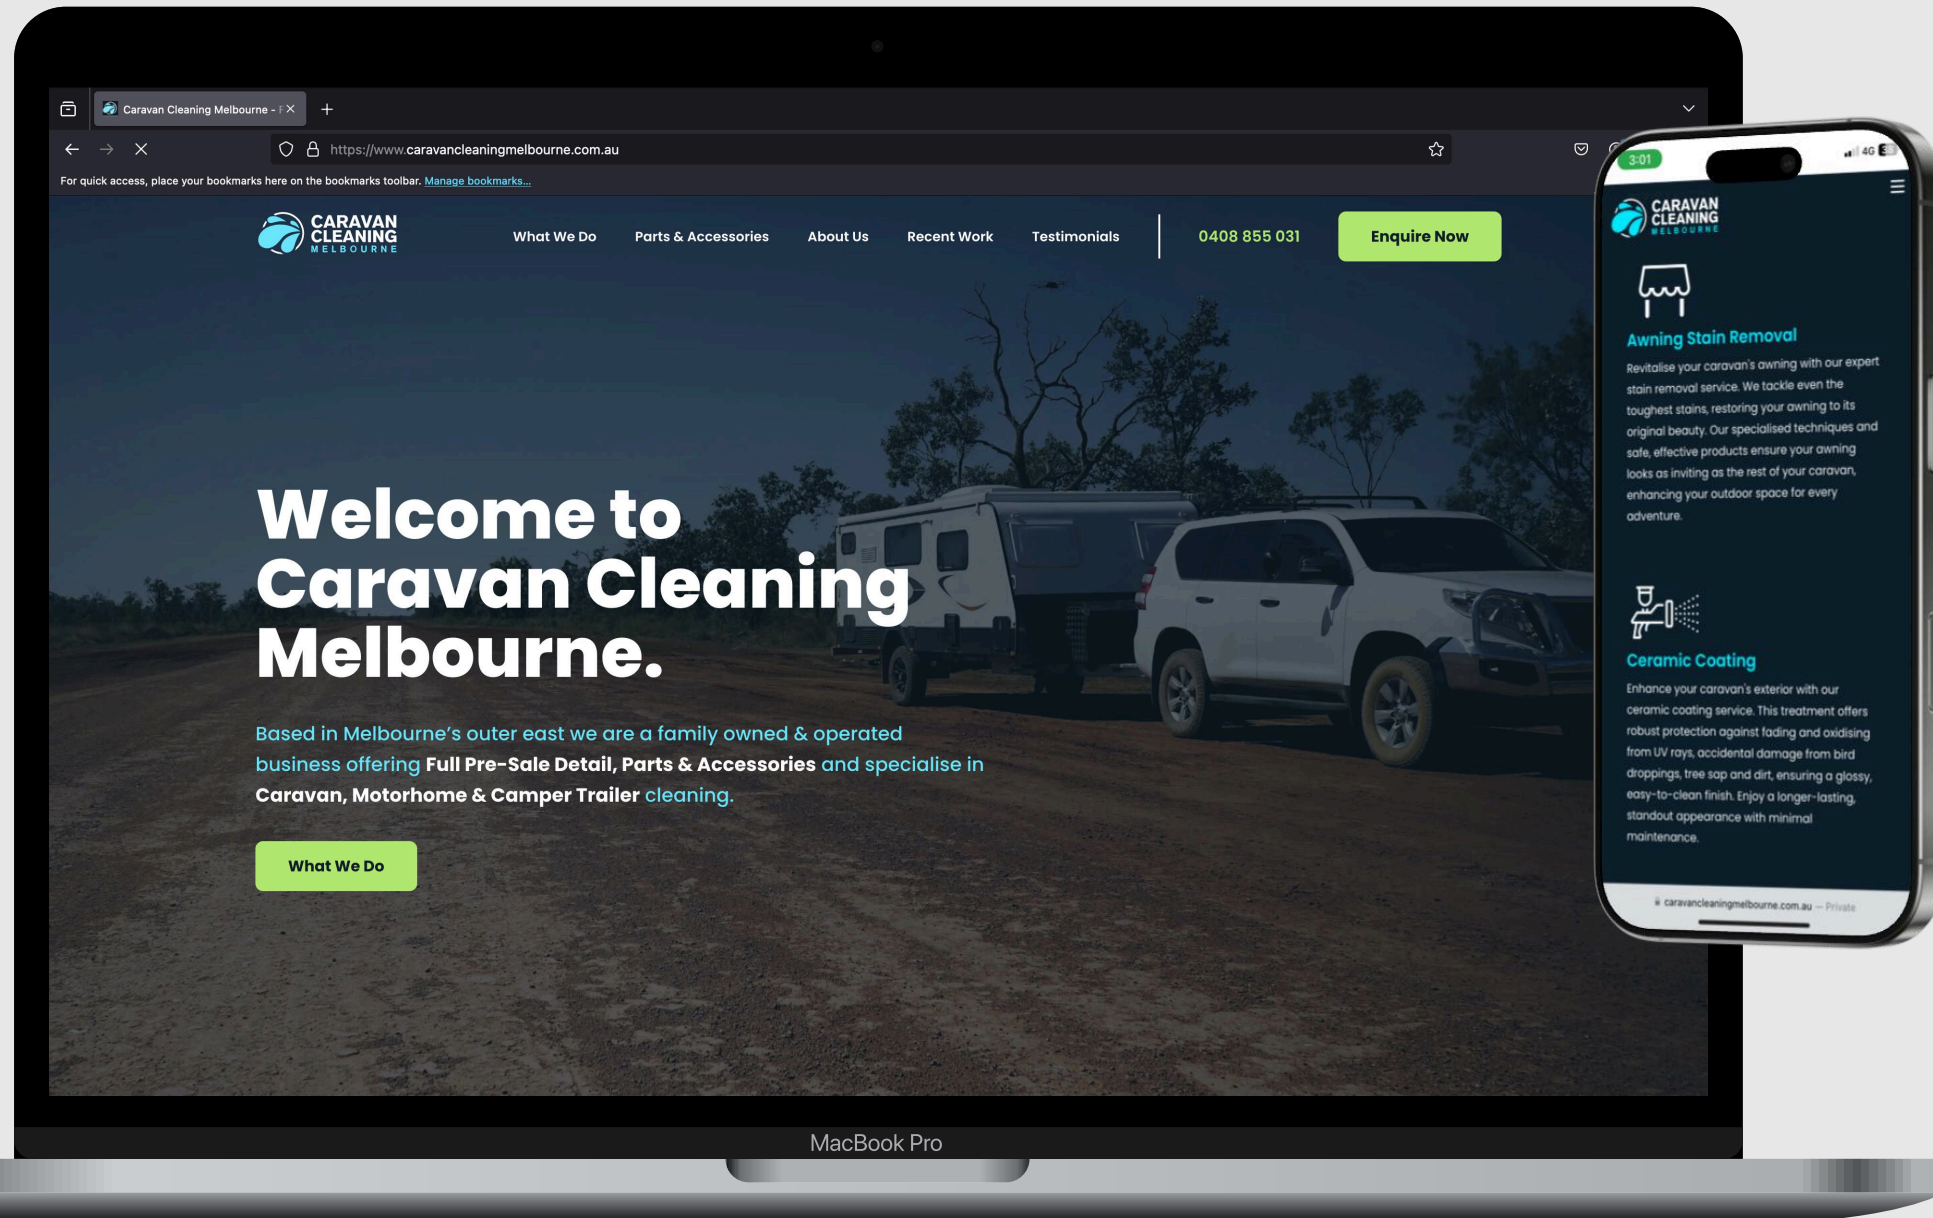 Caravan Cleaning Melbourne - F
https://www.caravancleaningmelbourne.com.au
For quick access, place your bookmarks here on the bookmarks toolbar. Manage bookmarks...
CARAVAN
CLEANING
MELBOURNE
What We Do
Parts & Accessories
About Us
Recent Work
Testimonials
0408 855 031
Enquire Now
Welcome to
Caravan Cleaning
Melbourne.
Based in Melbourne's outer east we are a family owned & operated
business offering Full Pre-Sale Detail, Parts & Accessories and specialise in
Caravan, Motorhome & Camper Trailer cleaning.
What We Do
MacBook Pro
3:01
4G
CARAVAN
CLEANING
MELBOURNE
Awning Stain Removal
Revitalise your caravan's awning with our expert
stain removal service. We tackle even the
toughest stains, restoring your awning to its
original beauty. Our specialised techniques and
safe, effective products ensure your awning
looks as inviting as the rest of your caravan,
enhancing your outdoor space for every
adventure.
Ceramic Coating
Enhance your caravan's exterior with our
ceramic coating service. This treatment offers
robust protection against fading and oxidising
from UV rays, accidental damage from bird
droppings, tree sap and dirt, ensuring a glossy,
easy-to-clean finish. Enjoy a longer-lasting,
standout appearance with minimal
maintenance.
caravancleaningmelbourne.com.au — Private